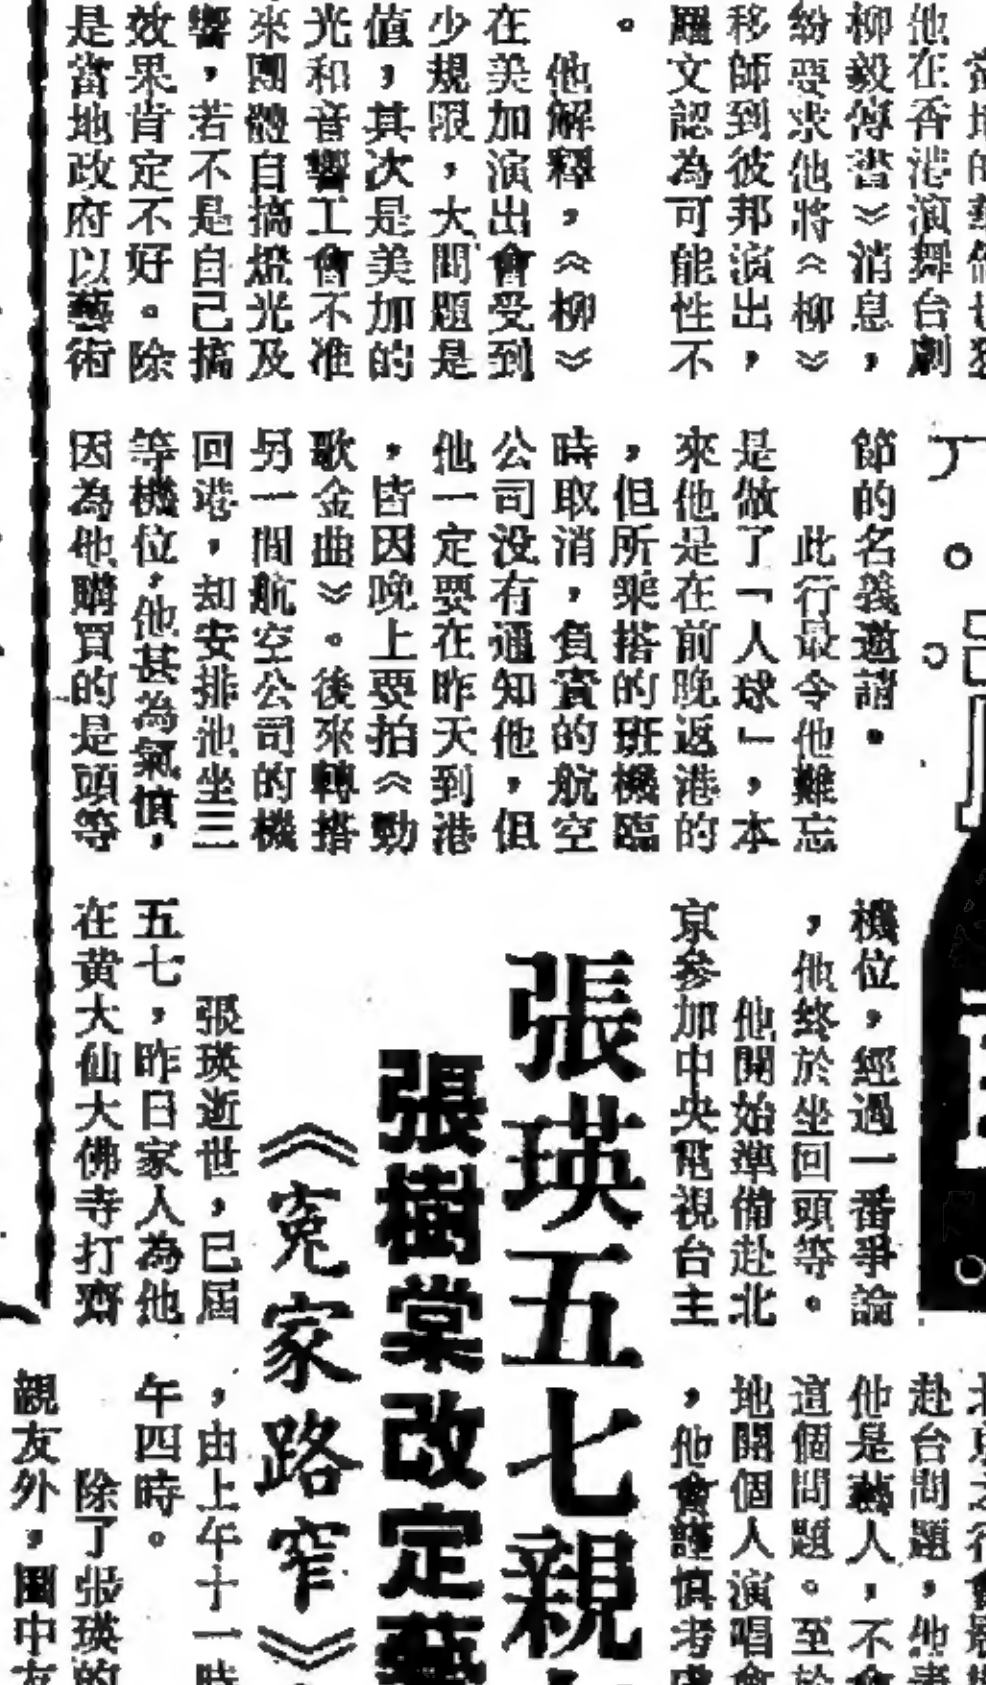 他在香港演舞台劇
柳毅傳書》消息，
紛要求他將《柳》
移師到彼邦演出，
羅文認為可能性不
。
他解釋，《柳》
在美加演出會受到
少規限，大問題是
值，其次是美加的
光和音響工會不准
來團體自搞燈光及
響，若不是自己搞
效果肯定不好。除
是當地政府以藝術
節的名義邀請。
此行最令他難忘
是做了「人球」，本
來他是在前晚返港的
，但所乘搭的班機臨
時取消，負責的航空
公司没有通知他，但
他一定要在昨天到港
，皆因晚上要拍《勁
歌金曲》。後來轉搭
另一間航空公司的機
回港，却安排他坐三
等機位，他甚為氣憤，
因為他購買的是頭等
機位，經過一番爭論
，他終於坐回頭等。
他開始準備赴北
京參加中央電視台主
赴台問題，他
他是藝人，不會
這個問題。至於
地開個人演唱會
，他會謹慎考慮
張瑛五七親
張樹棠改定藝
《寃家路窄》
張瑛逝世，已屆
五七，昨日家人為他
在黄大仙大佛寺打齋
，由上午十一時
午四時。
除了張瑛的
親友外，圈中友